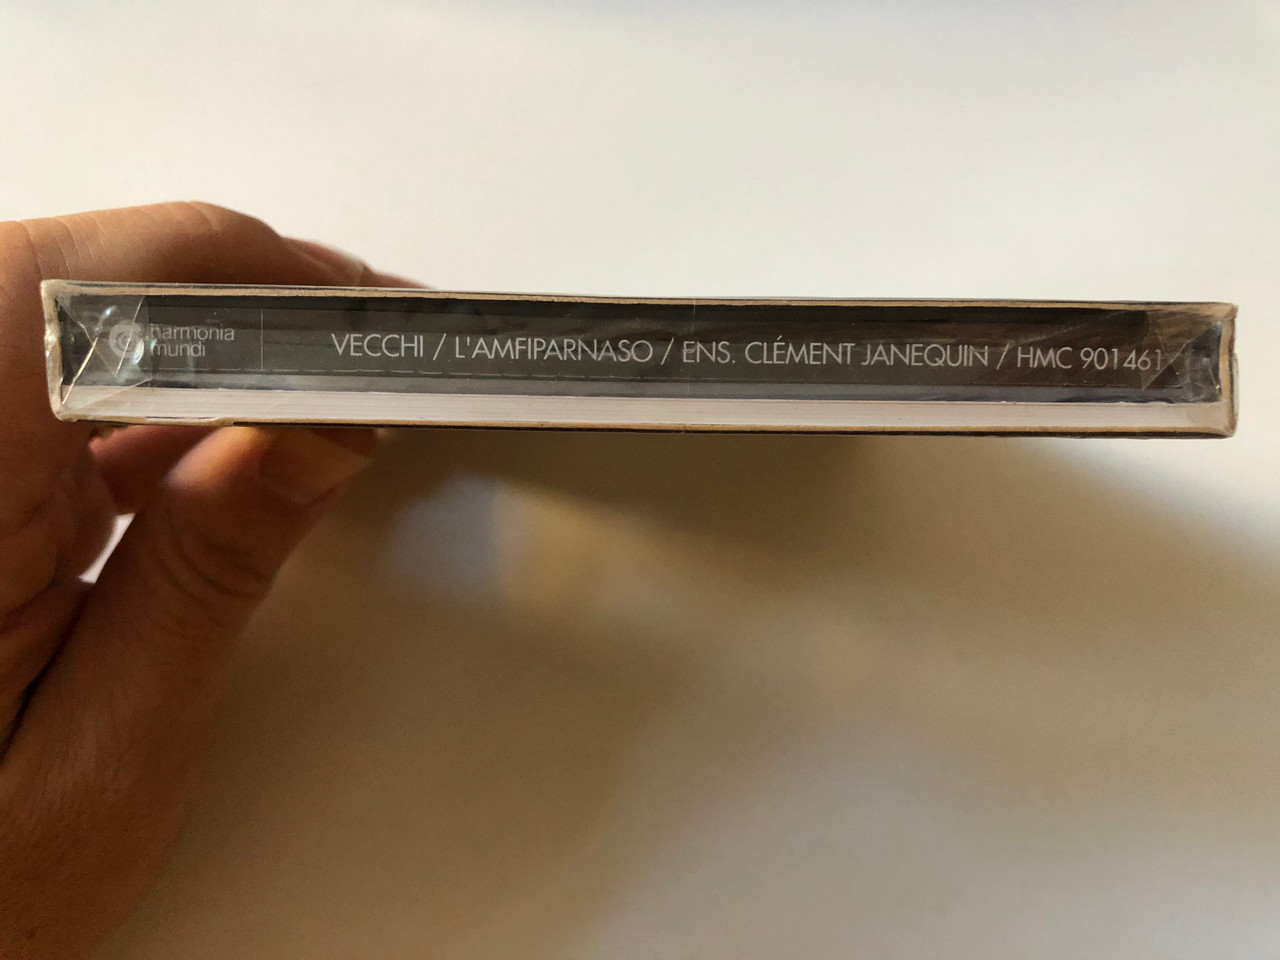 harmonia
mundi
VECCHI / L'AMFIPARNASO / ENS. CLÉMENT JANEQUIN / HMC 901461